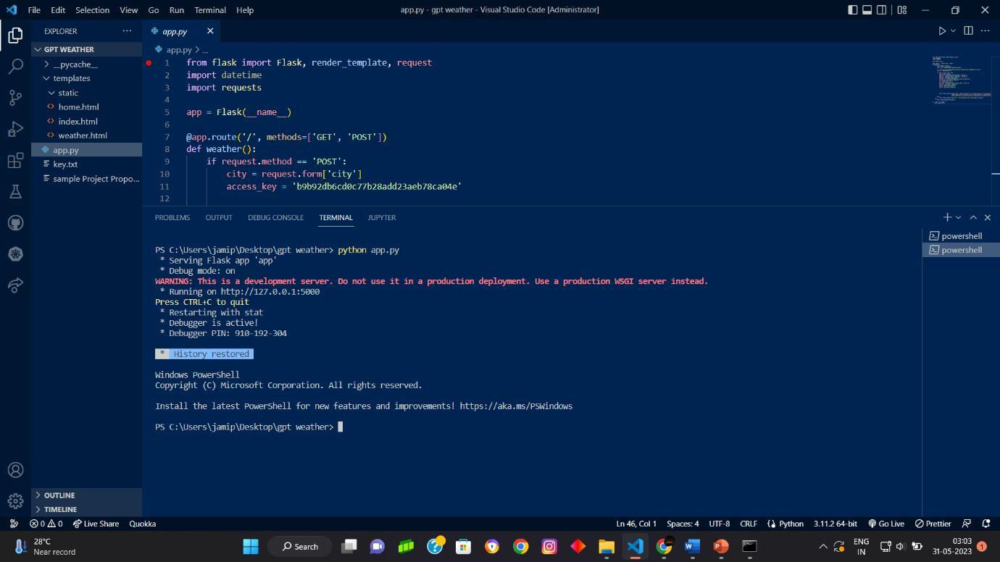 File Edit Selection View Go Run Terminal Help
app.py - gpt weather - Visual Studio Code [Administrator]
EXPLORER
app.py
GPT WEATHER
__pycache__
templates
static
home.html
index.html
weather.html
app.py
key.txt
sample Project Propo...
OUTLINE
TIMELINE
app.py > ...
1 from flask import Flask, render_template, request
2 import datetime
3 import requests
4
5 app = Flask(__name__)
6
7 @app.route('/', methods=['GET', 'POST'])
8 def weather():
9 if request.method == 'POST':
10 city = request.form['city']
11 access_key = 'b9b92db6cd0c77b28add23aeb78ca04e'
12
PROBLEMS OUTPUT DEBUG CONSOLE TERMINAL JUPYTER
PS C:\Users\jamip\Desktop\gpt weather> python app.py
* Serving Flask app 'app'
* Debug mode: on
WARNING: This is a development server. Do not use it in a production deployment. Use a production WSGI server instead.
* Running on http://127.0.0.1:5000
Press CTRL+C to quit
* Restarting with stat
* Debugger is active!
* Debugger PIN: 910-192-304
* History restored
Windows PowerShell
Copyright (C) Microsoft Corporation. All rights reserved.
Install the latest PowerShell for new features and improvements! https://aka.ms/PSWindows
PS C:\Users\jamip\Desktop\gpt weather>
powershell
powershell
0 0 Live Share Quokka Ln 46, Col 1 Spaces: 4 UTF-8 CRLF Python 3.11.2 64-bit Go Live Prettier
28°C
Near record
Search
ENG
IN
03:03
31-05-2023
1